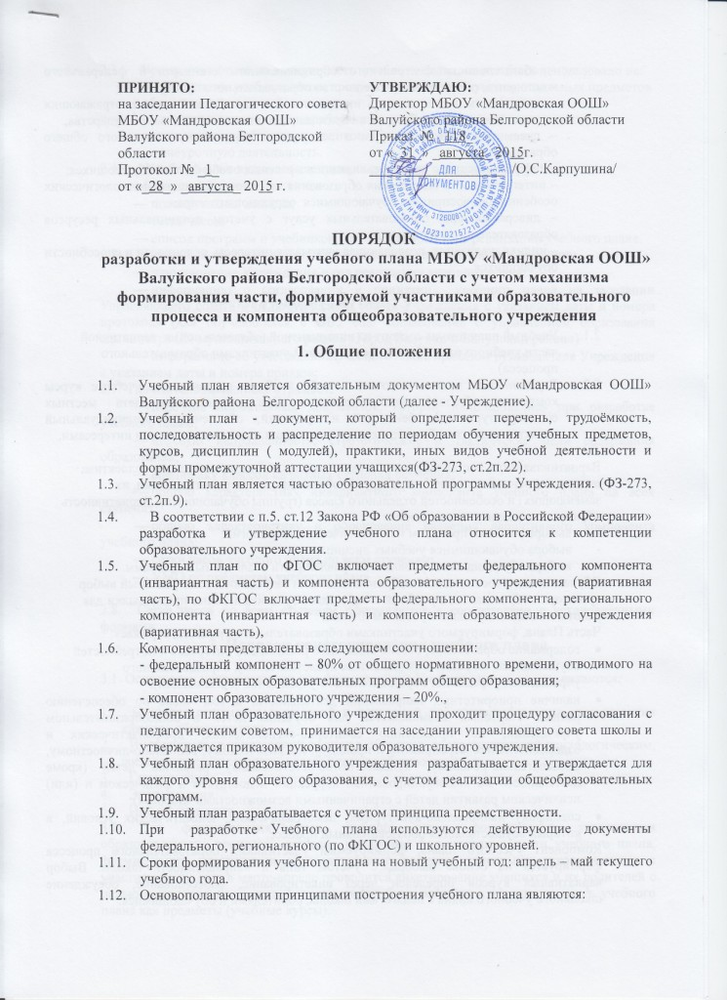 ПРИНЯТО:
на заседании Педагогического совета
МБОУ «Мандровская ООШ»
Валуйского района Белгородской
области
Протокол № _1_
от «_28_» _августа_ 2015 г.
УТВЕРЖДАЮ:
Директор МБОУ «Мандровская ООШ»
Валуйского района Белгородской области
Приказ № _118_
от «_31_» _августа_ 2015г.
/О.С.Карпушина/
ДЛЯ
ДОКУМЕНТОВ
ИНН 3126008170
ОГРН 1023102157210
ПОРЯДОК
разработки и утверждения учебного плана МБОУ «Мандровская ООШ»
Валуйского района Белгородской области с учетом механизма
формирования части, формируемой участниками образовательного
процесса и компонента общеобразовательного учреждения
1. Общие положения
1.1. Учебный план является обязательным документом МБОУ «Мандровская ООШ»
Валуйского района Белгородской области (далее - Учреждение).
1.2. Учебный план - документ, который определяет перечень, трудоёмкость,
последовательность и распределение по периодам обучения учебных предметов,
курсов, дисциплин ( модулей), практики, иных видов учебной деятельности и
формы промежуточной аттестации учащихся(ФЗ-273, ст.2п.22).
1.3. Учебный план является частью образовательной программы Учреждения. (ФЗ-273,
ст.2п.9).
1.4. В соответствии с п.5. ст.12 Закона РФ «Об образовании в Российской Федерации»
разработка и утверждение учебного плана относится к компетенции
образовательного учреждения.
1.5. Учебный план по ФГОС включает предметы федерального компонента
(инвариантная часть) и компонента образовательного учреждения (вариативная
часть), по ФКГОС включает предметы федерального компонента, регионального
компонента (инвариантная часть) и компонента образовательного учреждения
(вариативная часть),
1.6. Компоненты представлены в следующем соотношении:
- федеральный компонент – 80% от общего нормативного времени, отводимого на
освоение основных образовательных программ общего образования;
- компонент образовательного учреждения – 20%.,
1.7. Учебный план образовательного учреждения проходит процедуру согласования с
педагогическим советом, принимается на заседании управляющего совета школы и
утверждается приказом руководителя образовательного учреждения.
1.8. Учебный план образовательного учреждения разрабатывается и утверждается для
каждого уровня общего образования, с учетом реализации общеобразовательных
программ.
1.9. Учебный план разрабатывается с учетом принципа преемственности.
1.10. При разработке Учебного плана используются действующие документы
федерального, регионального (по ФКГОС) и школьного уровней.
1.11. Сроки формирования учебного плана на новый учебный год: апрель – май текущего
учебного года.
1.12. Основополагающими принципами построения учебного плана являются: